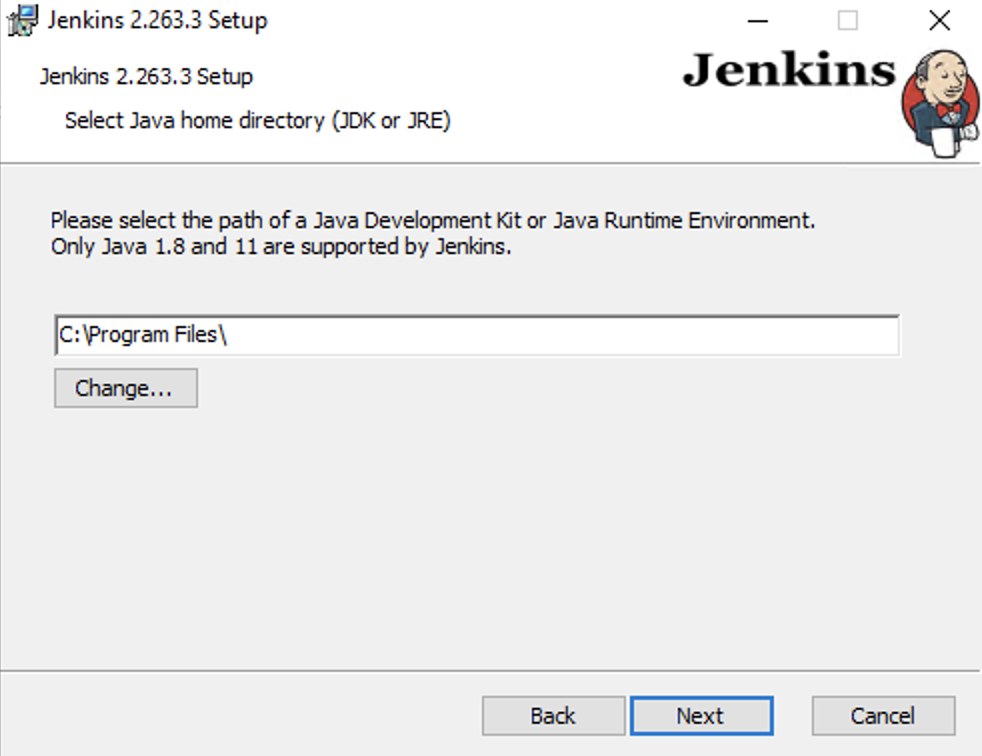 Jenkins 2.263.3 Setup
Jenkins 2.263.3 Setup
Jenkins
Select Java home directory (JDK or JRE)
Please select the path of a Java Development Kit or Java Runtime Environment.
Only Java 1.8 and 11 are supported by Jenkins.
C:\Program Files\
Change...
Back
Next
Cancel